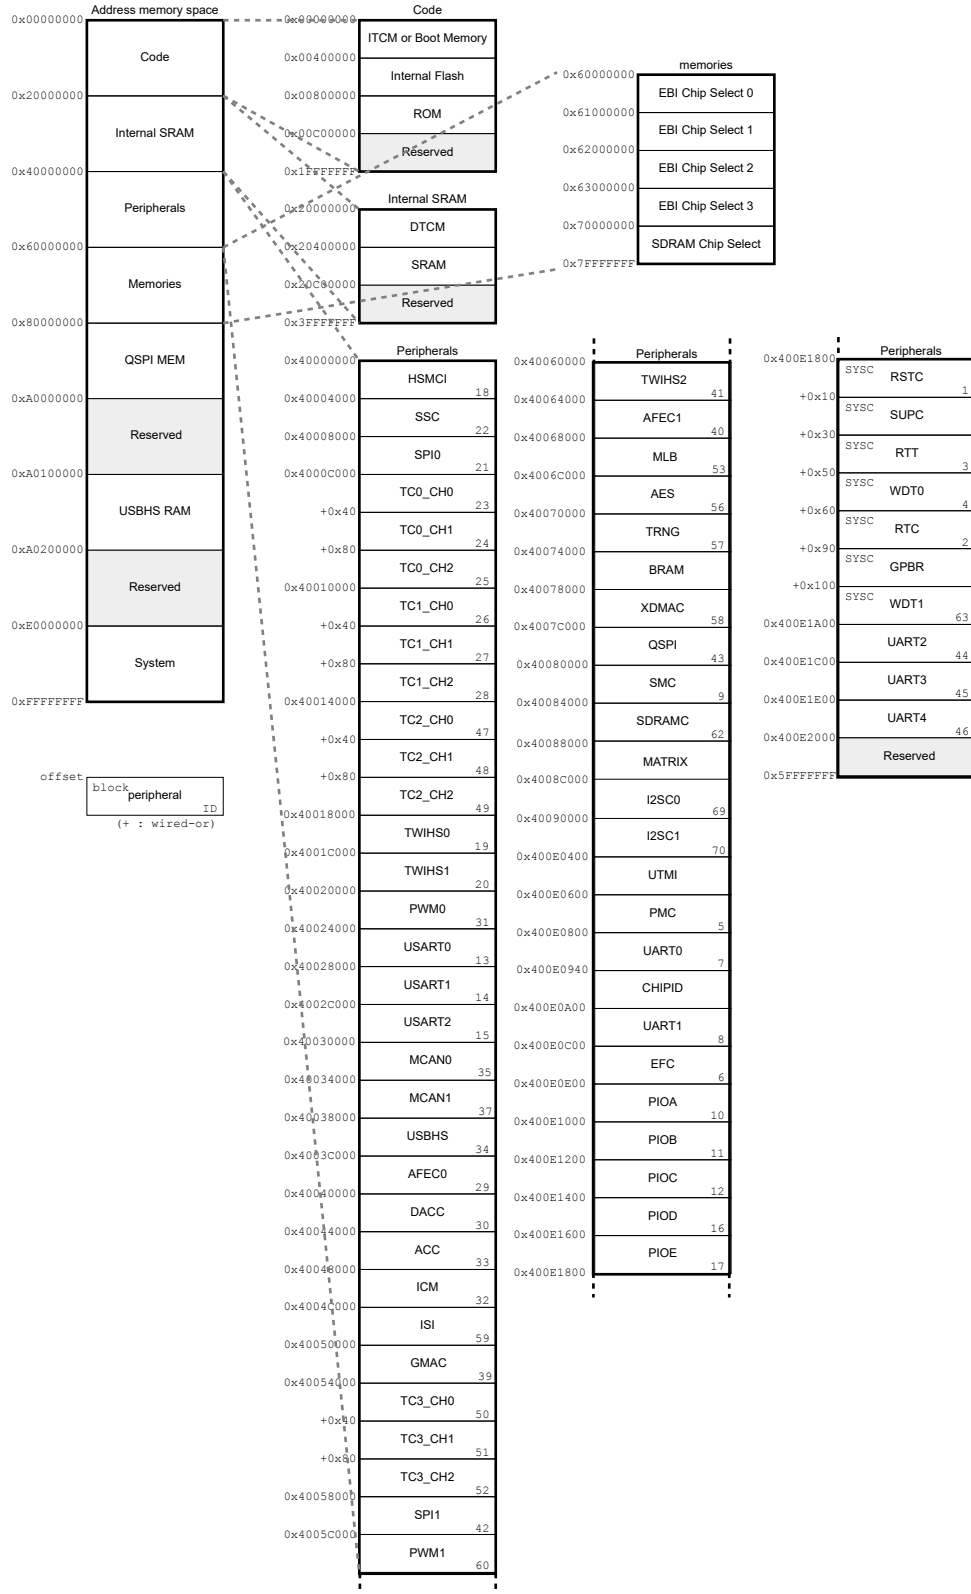 Address memory space
0x00000000
Code
0x20000000
Internal SRAM
0x40000000
Peripherals
0x60000000
Memories
0x80000000
QSPI MEM
0xA0000000
Reserved
0xA0100000
USBHS RAM
0xA0200000
Reserved
0xE0000000
System
0xFFFFFFFF
offset
block
peripheral
ID
(+ : wired-or)
Code
0x00000000
ITCM or Boot Memory
0x00400000
Internal Flash
0x00800000
ROM
0x00C00000
Reserved
0x1FFFFFFF
Internal SRAM
0x20000000
DTCM
0x20400000
SRAM
0x20C00000
Reserved
0x3FFFFFFF
Peripherals
0x40000000
HSMCI
18
0x40004000
SSC
22
0x40008000
SPI0
21
0x4000C000
TC0_CH0
23
+0x40
TC0_CH1
24
+0x80
TC0_CH2
25
0x40010000
TC1_CH0
26
+0x40
TC1_CH1
27
+0x80
TC1_CH2
28
0x40014000
TC2_CH0
47
+0x40
TC2_CH1
48
+0x80
TC2_CH2
49
0x40018000
TWIHS0
19
0x4001C000
TWIHS1
20
0x40020000
PWM0
31
0x40024000
USART0
13
0x40028000
USART1
14
0x4002C000
USART2
15
0x40030000
MCAN0
35
0x40034000
MCAN1
37
0x40038000
USBHS
34
0x4003C000
AFEC0
29
0x40040000
DACC
30
0x40044000
ACC
33
0x40048000
ICM
32
0x4004C000
ISI
59
0x40050000
GMAC
39
0x40054000
TC3_CH0
50
+0x40
TC3_CH1
51
+0x80
TC3_CH2
52
0x40058000
SPI1
42
0x4005C000
PWM1
60
memories
0x60000000
EBI Chip Select 0
0x61000000
EBI Chip Select 1
0x62000000
EBI Chip Select 2
0x63000000
EBI Chip Select 3
0x70000000
SDRAM Chip Select
0x7FFFFFFF
Peripherals
0x40060000
TWIHS2
41
0x40064000
AFEC1
40
0x40068000
MLB
53
0x4006C000
AES
56
0x40070000
TRNG
57
0x40074000
BRAM
0x40078000
XDMAC
58
0x4007C000
QSPI
43
0x40080000
SMC
9
0x40084000
SDRAMC
62
0x40088000
MATRIX
0x4008C000
I2SC0
69
0x40090000
I2SC1
70
0x400E0400
UTMI
0x400E0600
PMC
5
0x400E0800
UART0
7
0x400E0940
CHIPID
0x400E0A00
UART1
8
0x400E0C00
EFC
6
0x400E0E00
PIOA
10
0x400E1000
PIOB
11
0x400E1200
PIOC
12
0x400E1400
PIOD
16
0x400E1600
PIOE
17
0x400E1800
Peripherals
0x400E1800
SYSC
RSTC
1
+0x10
SYSC
SUPC
+0x30
SYSC
RTT
3
+0x50
SYSC
WDT0
4
+0x60
SYSC
RTC
2
+0x90
SYSC
GPBR
+0x100
SYSC
WDT1
63
0x400E1A00
UART2
44
0x400E1C00
UART3
45
0x400E1E00
UART4
46
0x400E2000
Reserved
0x5FFFFFFF